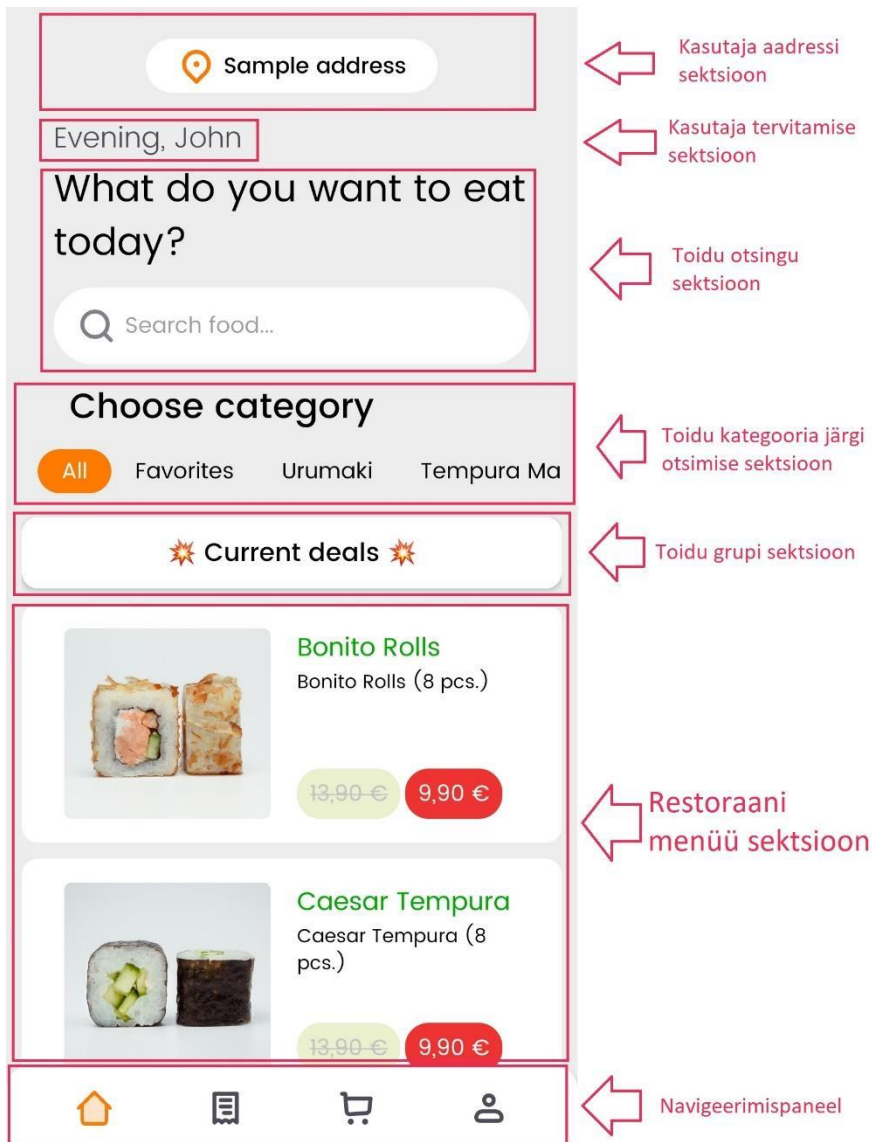 Sample address
Kasutaja aadressi
sektsioon
Evening, John
Kasutaja tervitamise
sektsioon
What do you want to eat
today?
Search food...
Toidu otsingu
sektsioon
Choose category
All Favorites Urumaki Tempura Ma
Toidu kategooria järgi
otsimise sektsioon
💥 Current deals 💥
Toidu grupi sektsioon
Bonito Rolls
Bonito Rolls (8 pcs.)
13,90 € 9,90 €
Caesar Tempura
Caesar Tempura (8
pcs.)
13,90 € 9,90 €
Restoraani
menüü sektsioon
Navigeerimispaneel